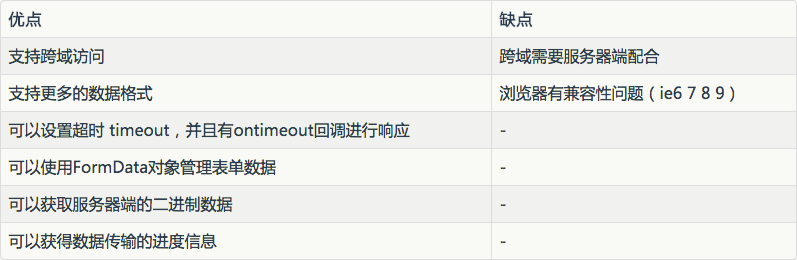 优点 缺点
支持跨域访问 跨域需要服务器端配合
支持更多的数据格式 浏览器有兼容性问题（ie6 7 8 9）
可以设置超时 timeout，并且有ontimeout回调进行响应 -
可以使用FormData对象管理表单数据 -
可以获取服务器端的二进制数据 -
可以获得数据传输的进度信息 -